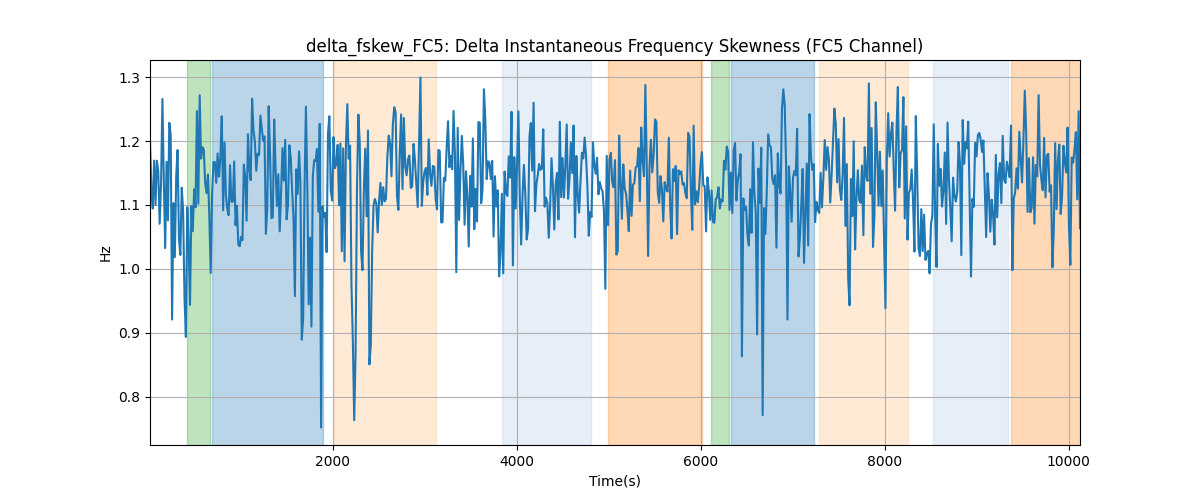 delta_fskew_FC5: Delta Instantaneous Frequency Skewness (FC5 Channel)
1.3
1.2
1.1
1.0
0.9
0.8
Hz
2000 4000 6000 8000 10000
Time(s)